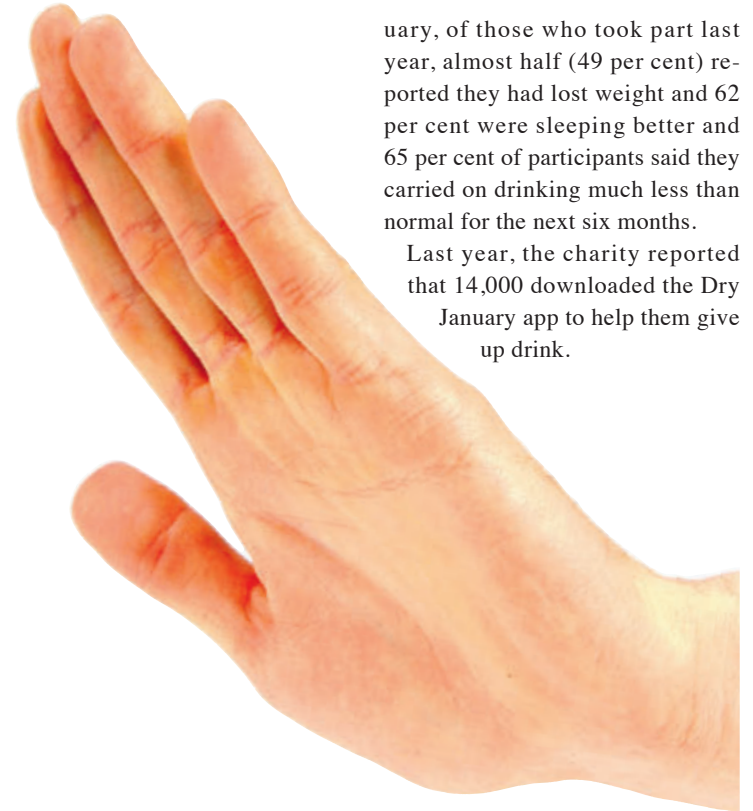 uary, of those who took part last
year, almost half (49 per cent) re-
ported they had lost weight and 62
per cent were sleeping better and
65 per cent of participants said they
carried on drinking much less than
normal for the next six months.
Last year, the charity reported
that 14,000 downloaded the Dry
January app to help them give
up drink.